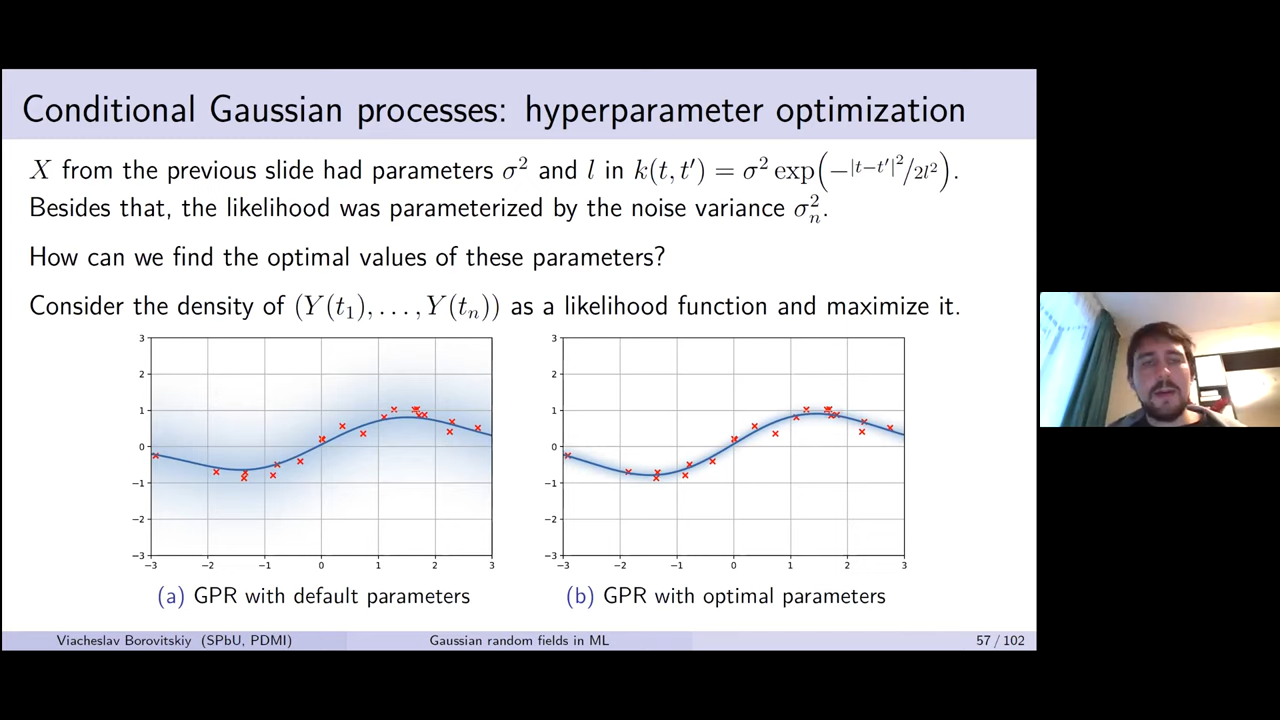 Conditional Gaussian processes: hyperparameter optimization
X from the previous slide had parameters σ² and l in k(t, t′) = σ² exp(−|t−t′|²/2l²).
Besides that, the likelihood was parameterized by the noise variance σₙ².
How can we find the optimal values of these parameters?
Consider the density of (Y(t₁), . . . , Y(tₙ)) as a likelihood function and maximize it.
3
2
1
0
−1
−2
−3
−3 −2 −1 0 1 2 3
(a) GPR with default parameters
3
2
1
0
−1
−2
−3
−3 −2 −1 0 1 2 3
(b) GPR with optimal parameters
Viacheslav Borovitskiy (SPbU, PDMI) Gaussian random fields in ML 57 / 102